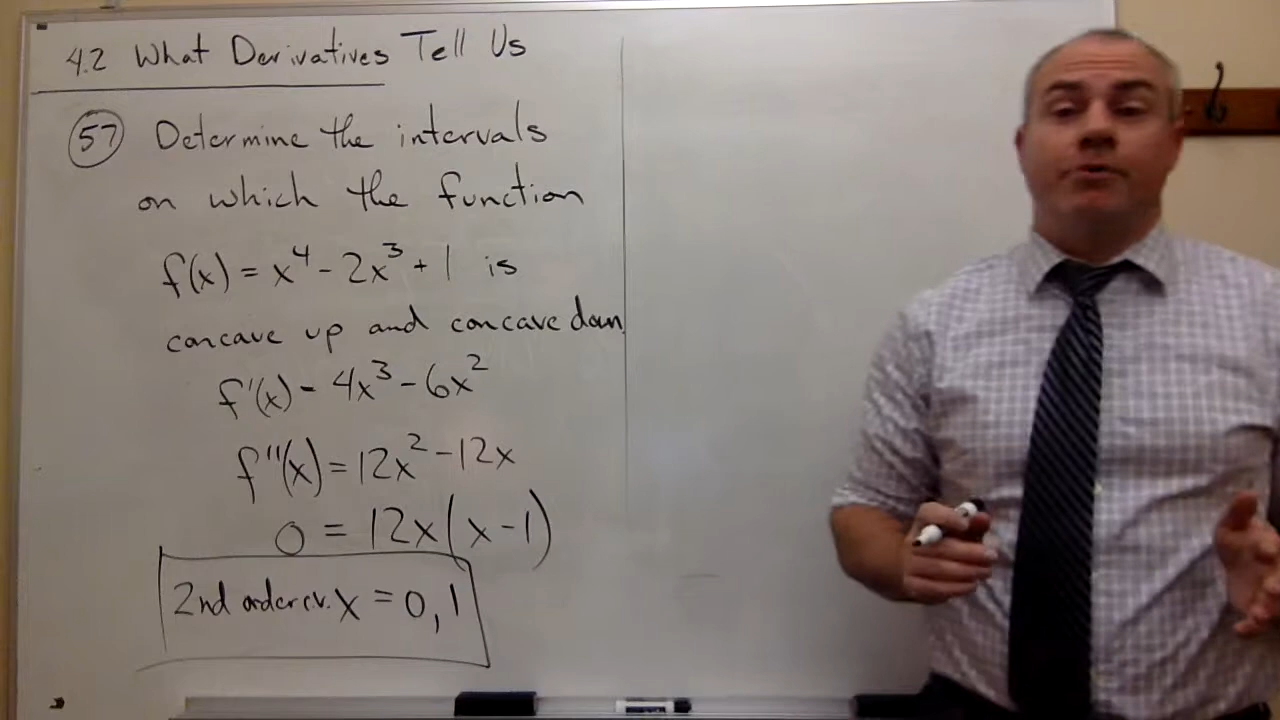 4.2 What Derivatives Tell Us
57 Determine the intervals
on which the function
f(x) = x⁴ - 2x³ + 1 is
concave up and concave down
f'(x) - 4x³ - 6x²
f''(x) = 12x² - 12x
0 = 12x(x-1)
2nd order c.v. x = 0, 1